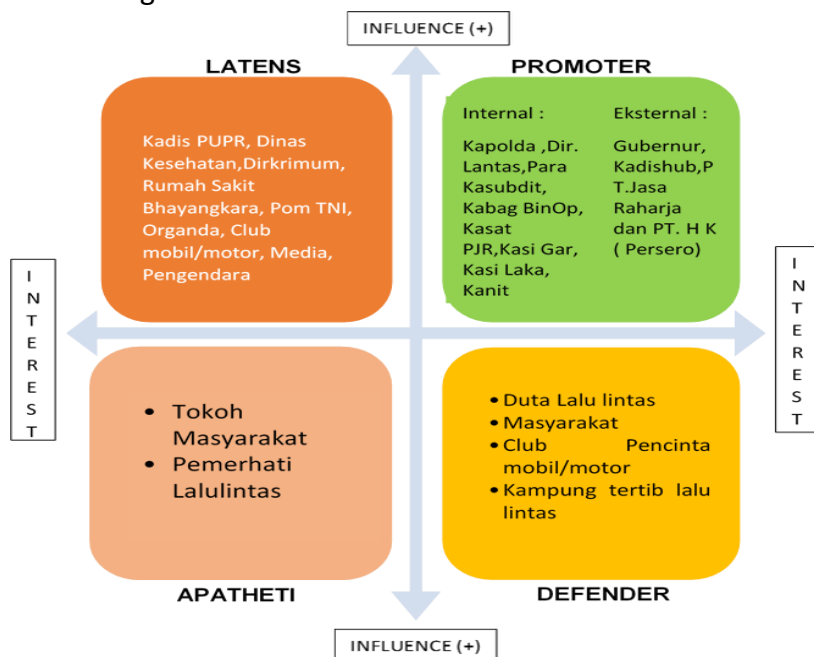 INFLUENCE (+)
LATENS
PROMOTER
Kadis PUPR, Dinas
Kesehatan,Dirkrimum,
Rumah Sakit
Bhayangkara, Pom TNI,
Organda, Club
mobil/motor, Media,
Pengendara
Internal :
Kapolda ,Dir.
Lantas,Para
Kasubdit,
Kabag BinOp,
Kasat
PJR,Kasi Gar,
Kasi Laka,
Kanit
Eksternal :
Gubernur,
Kadishub,P
T.Jasa
Raharja
dan PT. H K
( Persero)
INTEREST
INTEREST
• Tokoh
Masyarakat
• Pemerhati
Lalulintas
• Duta Lalu lintas
• Masyarakat
• Club Pencinta
mobil/motor
• Kampung tertib lalu
lintas
APATHETI
DEFENDER
INFLUENCE (+)